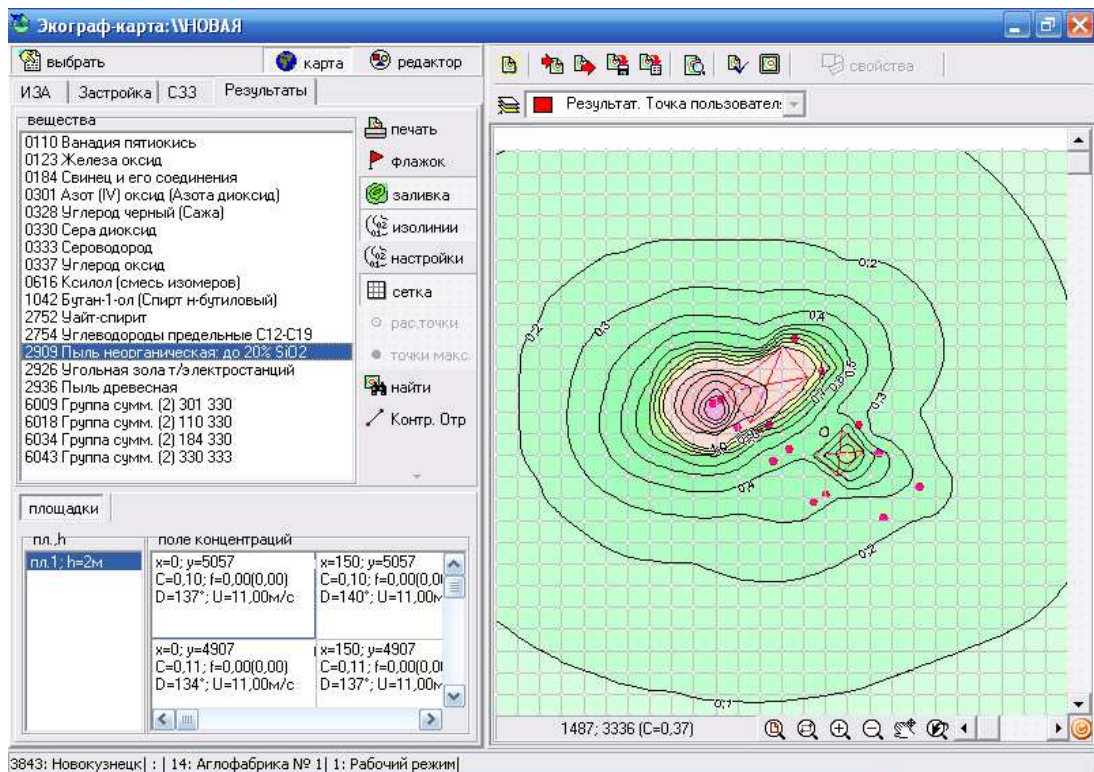 Экограф-карта:\\НОВАЯ
выбрать
карта
редактор
свойства
ИЗА
Застройка
СЗЗ
Результаты
Результат. Точка пользовател:
вещества
0110 Ванадия пятиокись
0123 Железа оксид
0184 Свинец и его соединения
0301 Азот (IV) оксид (Азота диоксид)
0328 Углерод черный (Сажа)
0330 Сера диоксид
0333 Сероводород
0337 Углерод оксид
0616 Ксилол (смесь изомеров)
1042 Бутан-1-ол (Спирт н-бутиловый)
2752 Уайт-спирит
2754 Углеводороды предельные С12-С19
2909 Пыль неорганическая: до 20% SiO2
2926 Угольная зола т/электростанций
2936 Пыль древесная
6009 Группа сумм. (2) 301 330
6018 Группа сумм. (2) 110 330
6034 Группа сумм. (2) 184 330
6043 Группа сумм. (2) 330 333
печать
флажок
заливка
изолинии
настройки
сетка
рас.точки
точки макс.
найти
Контр. Отр
0,2
0,2
0,3
0,4
0,5
0,6
0,7
0,3
1,0
0,4
0,2
0,1
площадки
пл.,h
поле концентраций
пл.1; h=2м
x=0; y=5057
C=0,10; f=0,00(0,00)
D=137°; U=11,00м/с
x=150; y=5057
C=0,10; f=0,00(0,0
D=140°; U=11,00м
x=0; y=4907
C=0,11; f=0,00(0,00)
D=134°; U=11,00м/с
x=150; y=4907
C=0,11; f=0,00(0,0
D=137°; U=11,00м
1487; 3336 (C=0,37)
3843: Новокузнецк| : | 14: Аглофабрика № 1| 1: Рабочий режим|